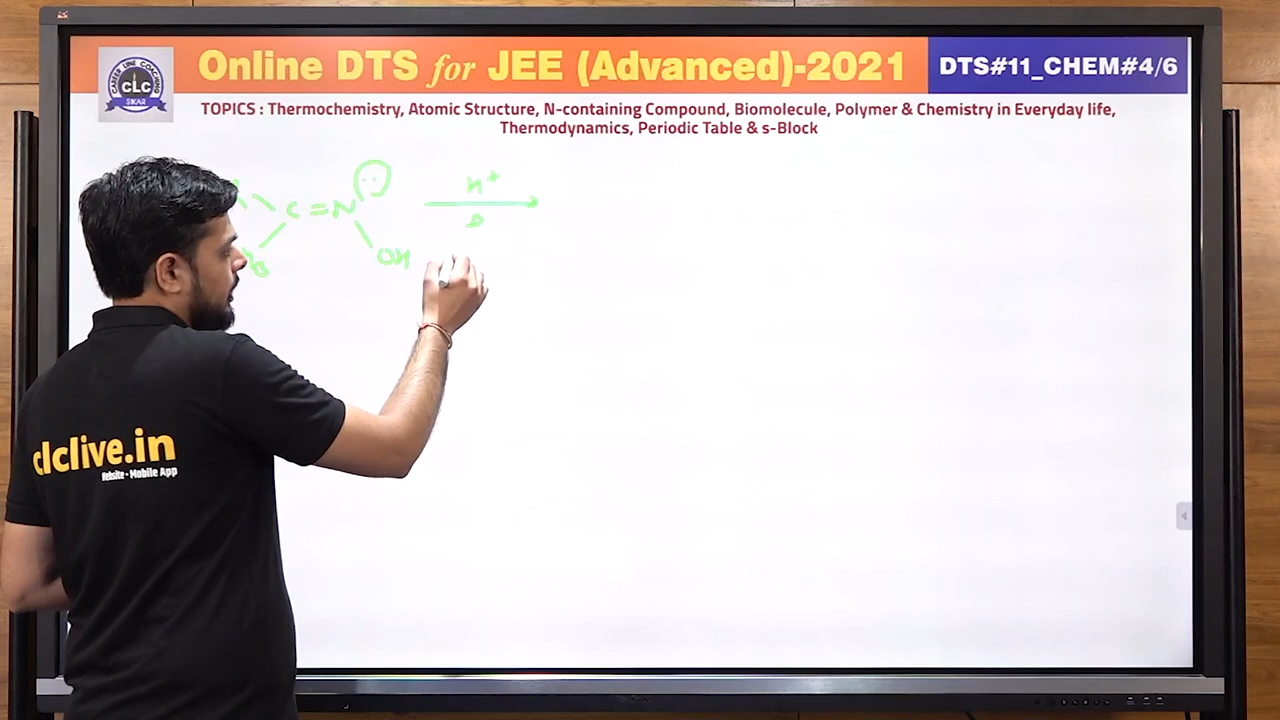 Online DTS for JEE (Advanced)-2021
DTS#11_CHEM#4/6
CAREER LINE COACHING
CLC
SIKAR
TOPICS : Thermochemistry, Atomic Structure, N-containing Compound, Biomolecule, Polymer & Chemistry in Everyday life,
Thermodynamics, Periodic Table & s-Block
C=N
H+
OH
clclive.in
Website - Mobile App